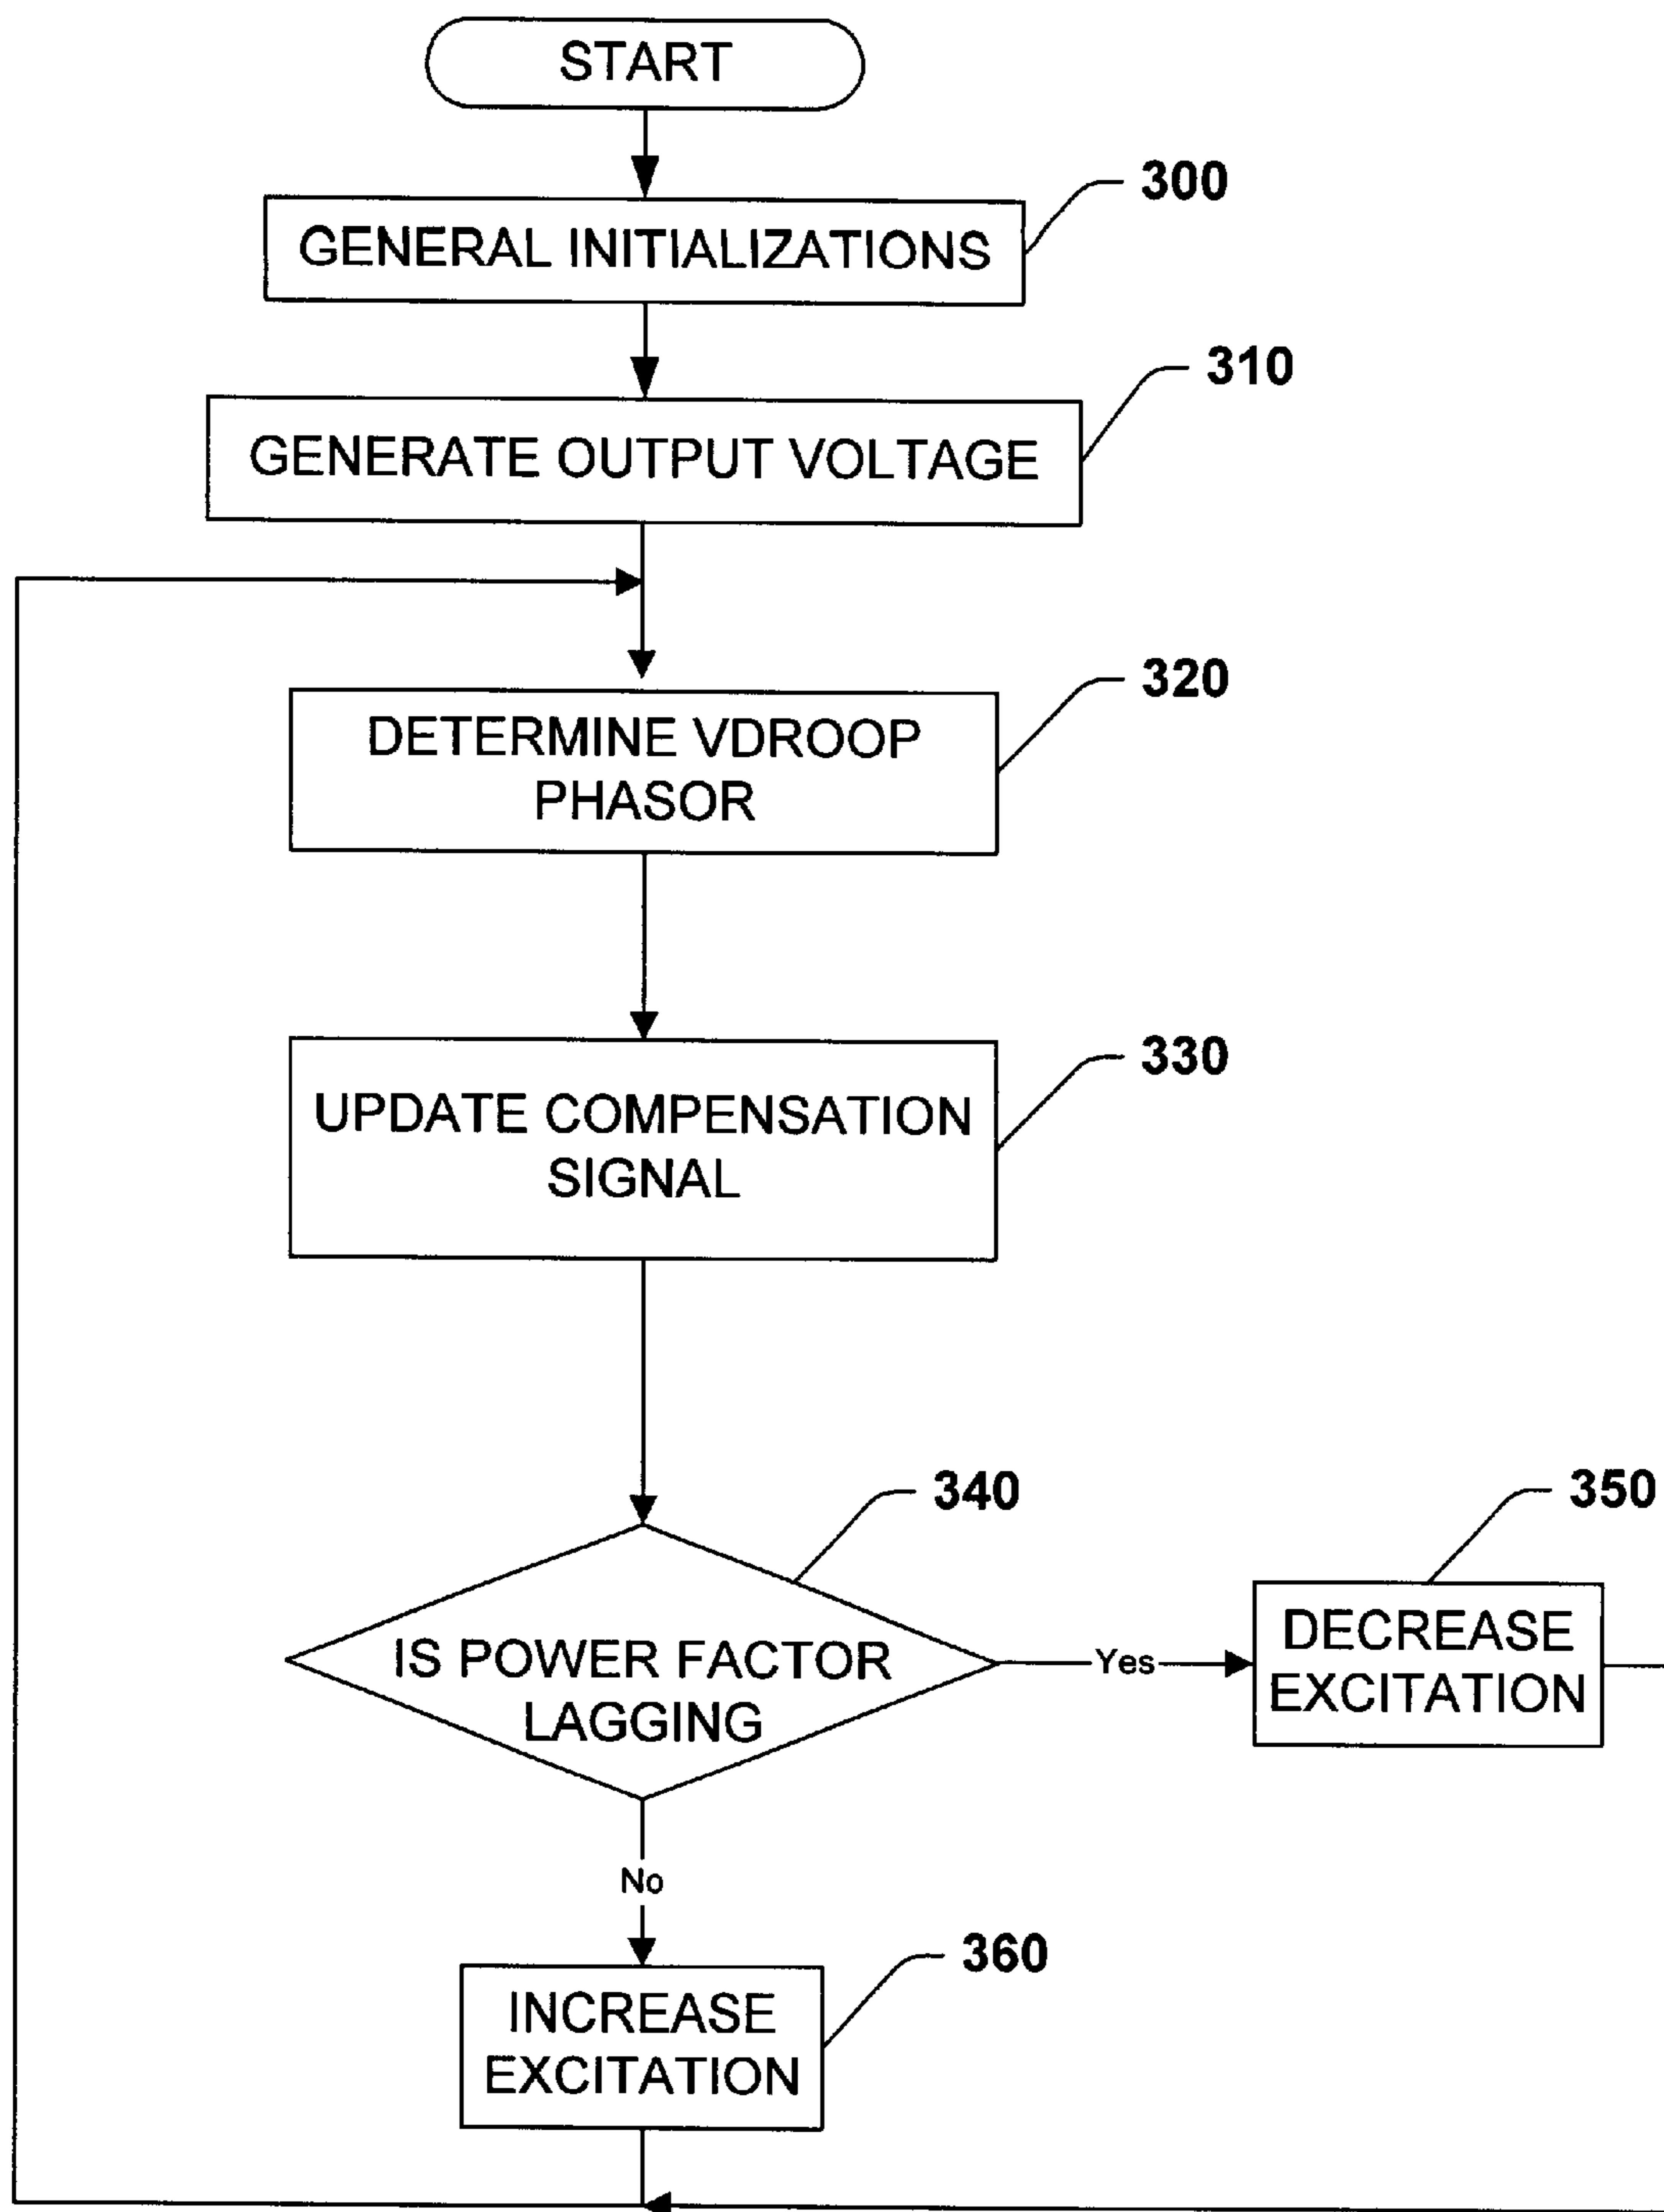 START
300
GENERAL INITIALIZATIONS
310
GENERATE OUTPUT VOLTAGE
320
DETERMINE VDROOP
PHASOR
330
UPDATE COMPENSATION
SIGNAL
340
IS POWER FACTOR
LAGGING
Yes
350
DECREASE
EXCITATION
No
360
INCREASE
EXCITATION